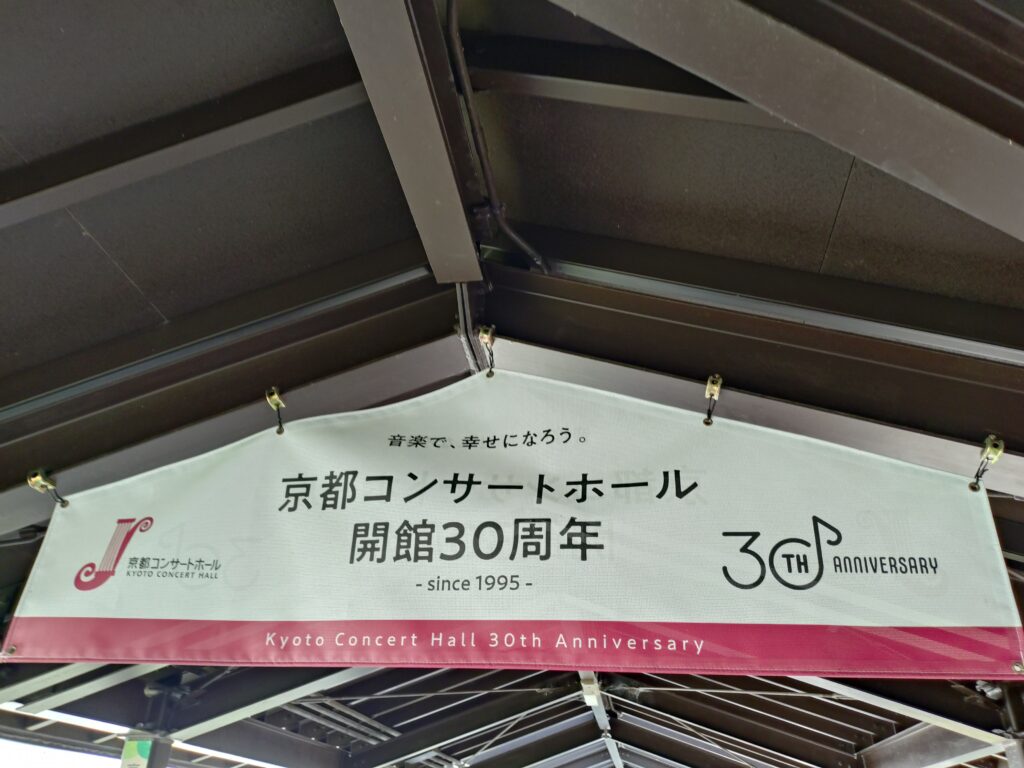 音楽で、幸せになろう。
京都コンサートホール
開館30周年
- since 1995 -
京都コンサートホール
KYOTO CONCERT HALL
30TH ANNIVERSARY
Kyoto Concert Hall 30th Anniversary